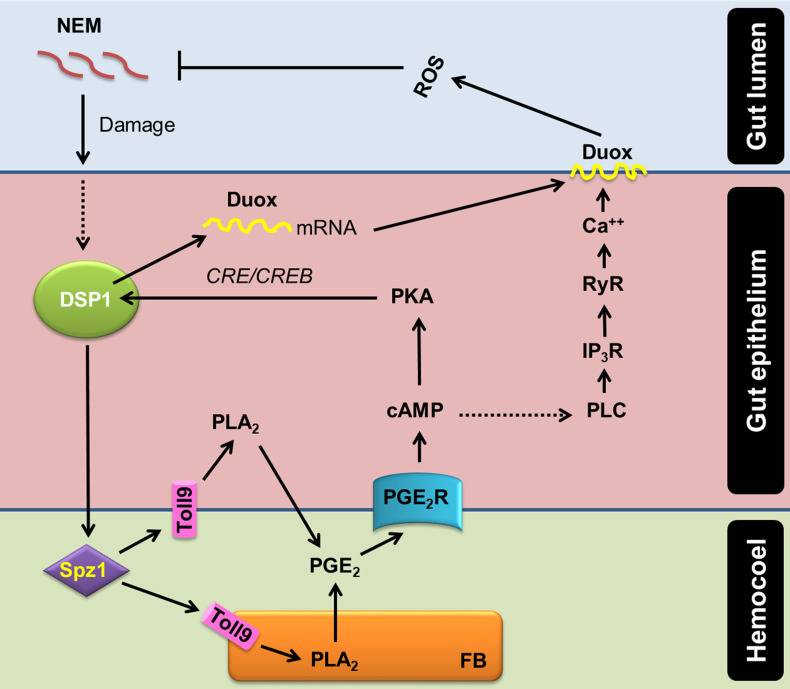 NEM
ROS
Damage
Duox
Gut lumen
Duox
mRNA
Ca⁺⁺
CRE/CREB
RyR
DSP1
PKA
IP₃R
cAMP
PLC
PLA₂
Gut epithelium
Toll9
PGE₂R
Spz1
PGE₂
Toll9
PLA₂
FB
Hemocoel